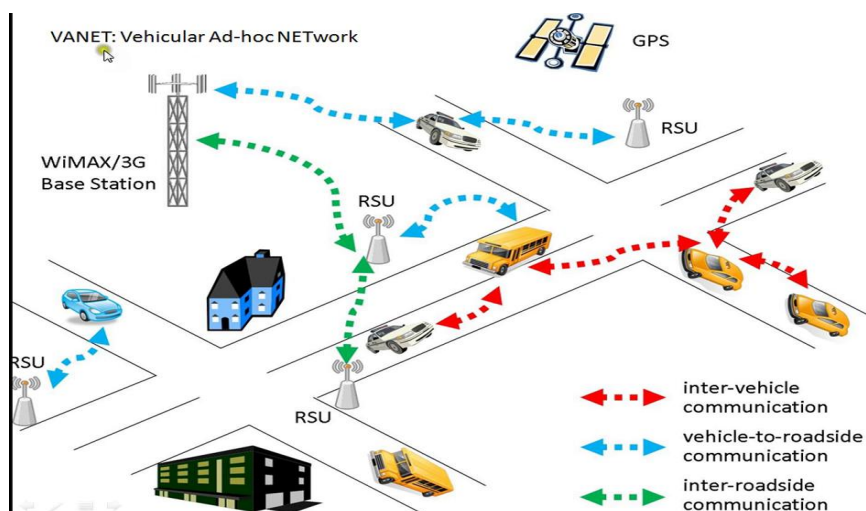 VANET: Vehicular Ad-hoc NETwork
GPS
RSU
WiMAX/3G
Base Station
RSU
RSU
RSU
inter-vehicle
communication
vehicle-to-roadside
communication
inter-roadside
communication